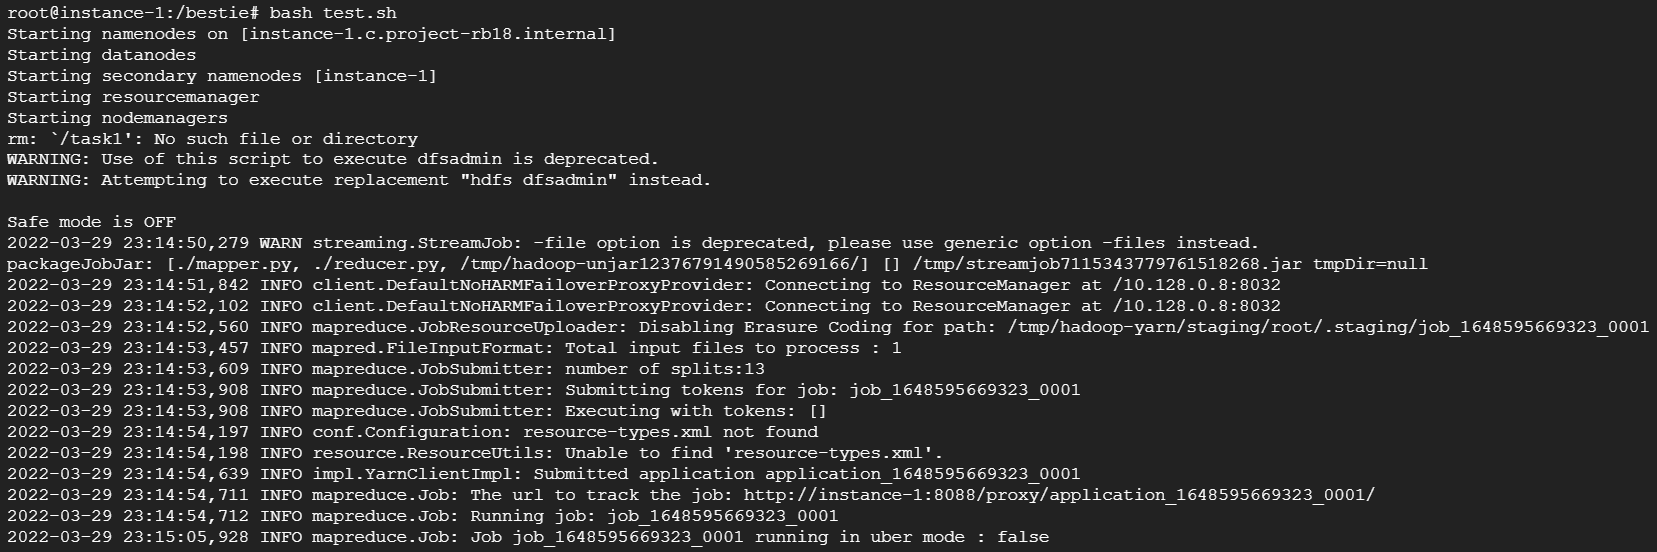 root@instance-1:/bestie# bash test.sh
Starting namenodes on [instance-1.c.project-rb18.internal]
Starting datanodes
Starting secondary namenodes [instance-1]
Starting resourcemanager
Starting nodemanagers
rm: `/task1': No such file or directory
WARNING: Use of this script to execute dfsadmin is deprecated.
WARNING: Attempting to execute replacement "hdfs dfsadmin" instead.

Safe mode is OFF
2022-03-29 23:14:50,279 WARN streaming.StreamJob: -file option is deprecated, please use generic option -files instead.
packageJobJar: [./mapper.py, ./reducer.py, /tmp/hadoop-unjar12376791490585269166/] [] /tmp/streamjob7115343779761518268.jar tmpDir=null
2022-03-29 23:14:51,842 INFO client.DefaultNoHARMFailoverProxyProvider: Connecting to ResourceManager at /10.128.0.8:8032
2022-03-29 23:14:52,102 INFO client.DefaultNoHARMFailoverProxyProvider: Connecting to ResourceManager at /10.128.0.8:8032
2022-03-29 23:14:52,560 INFO mapreduce.JobResourceUploader: Disabling Erasure Coding for path: /tmp/hadoop-yarn/staging/root/.staging/job_1648595669323_0001
2022-03-29 23:14:53,457 INFO mapred.FileInputFormat: Total input files to process : 1
2022-03-29 23:14:53,609 INFO mapreduce.JobSubmitter: number of splits:13
2022-03-29 23:14:53,908 INFO mapreduce.JobSubmitter: Submitting tokens for job: job_1648595669323_0001
2022-03-29 23:14:53,908 INFO mapreduce.JobSubmitter: Executing with tokens: []
2022-03-29 23:14:54,197 INFO conf.Configuration: resource-types.xml not found
2022-03-29 23:14:54,198 INFO resource.ResourceUtils: Unable to find 'resource-types.xml'.
2022-03-29 23:14:54,639 INFO impl.YarnClientImpl: Submitted application application_1648595669323_0001
2022-03-29 23:14:54,711 INFO mapreduce.Job: The url to track the job: http://instance-1:8088/proxy/application_1648595669323_0001/
2022-03-29 23:14:54,712 INFO mapreduce.Job: Running job: job_1648595669323_0001
2022-03-29 23:15:05,928 INFO mapreduce.Job: Job job_1648595669323_0001 running in uber mode : false